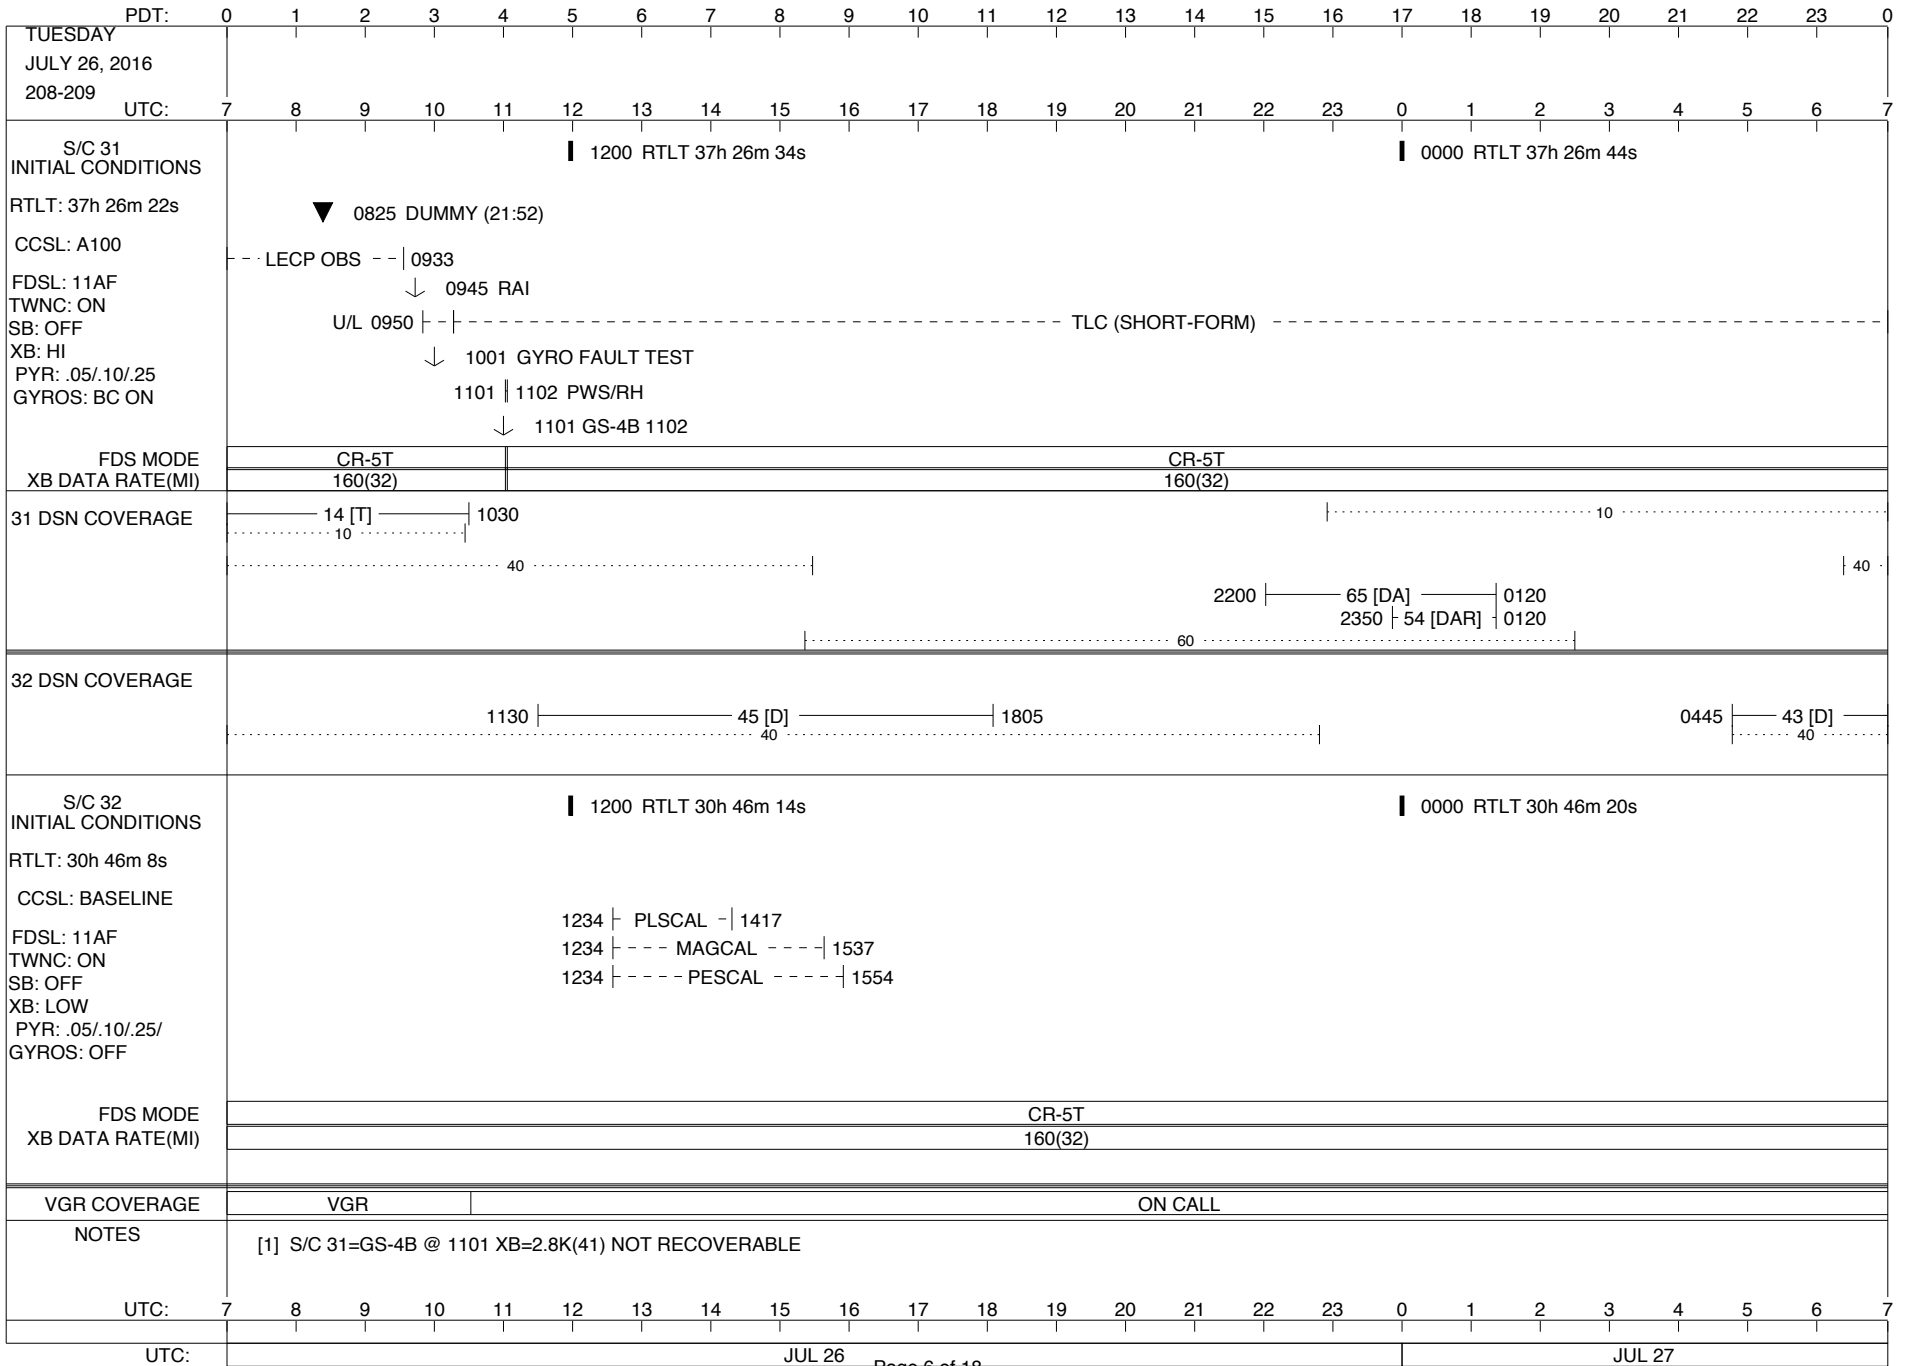 PDT: 0 1 2 3 4 5 6 7 8 9 10 11 12 13 14 15 16 17 18 19 20 21 22 23 0
TUESDAY
JULY 26, 2016
208-209
UTC: 7 8 9 10 11 12 13 14 15 16 17 18 19 20 21 22 23 0 1 2 3 4 5 6 7
S/C 31
INITIAL CONDITIONS
1200 RTLT 37h 26m 34s
0000 RTLT 37h 26m 44s
RTLT: 37h 26m 22s
0825 DUMMY (21:52)
CCSL: A100
LECP OBS 0933
FDSL: 11AF
0945 RAI
TWNC: ON
SB: OFF
U/L 0950 TLC (SHORT-FORM)
XB: HI
1001 GYRO FAULT TEST
PYR: .05/.10/.25
GYROS: BC ON
1101 1102 PWS/RH
1101 GS-4B 1102
FDS MODE CR-5T CR-5T
XB DATA RATE(MI) 160(32) 160(32)
31 DSN COVERAGE
14 [T] 1030
10
10
40
40
2200 65 [DA] 0120
2350 54 [DAR] 0120
60
32 DSN COVERAGE
1130 45 [D] 1805
0445 43 [D]
40
40
S/C 32
INITIAL CONDITIONS
1200 RTLT 30h 46m 14s
0000 RTLT 30h 46m 20s
RTLT: 30h 46m 8s
CCSL: BASELINE
FDSL: 11AF
TWNC: ON
SB: OFF
XB: LOW
PYR: .05/.10/.25/
GYROS: OFF
1234 PLSCAL 1417
1234 MAGCAL 1537
1234 PESCAL 1554
FDS MODE CR-5T
XB DATA RATE(MI) 160(32)
VGR COVERAGE VGR ON CALL
NOTES
[1] S/C 31=GS-4B @ 1101 XB=2.8K(41) NOT RECOVERABLE
UTC: 7 8 9 10 11 12 13 14 15 16 17 18 19 20 21 22 23 0 1 2 3 4 5 6 7
UTC: JUL 26 JUL 27
Page 6 of 18